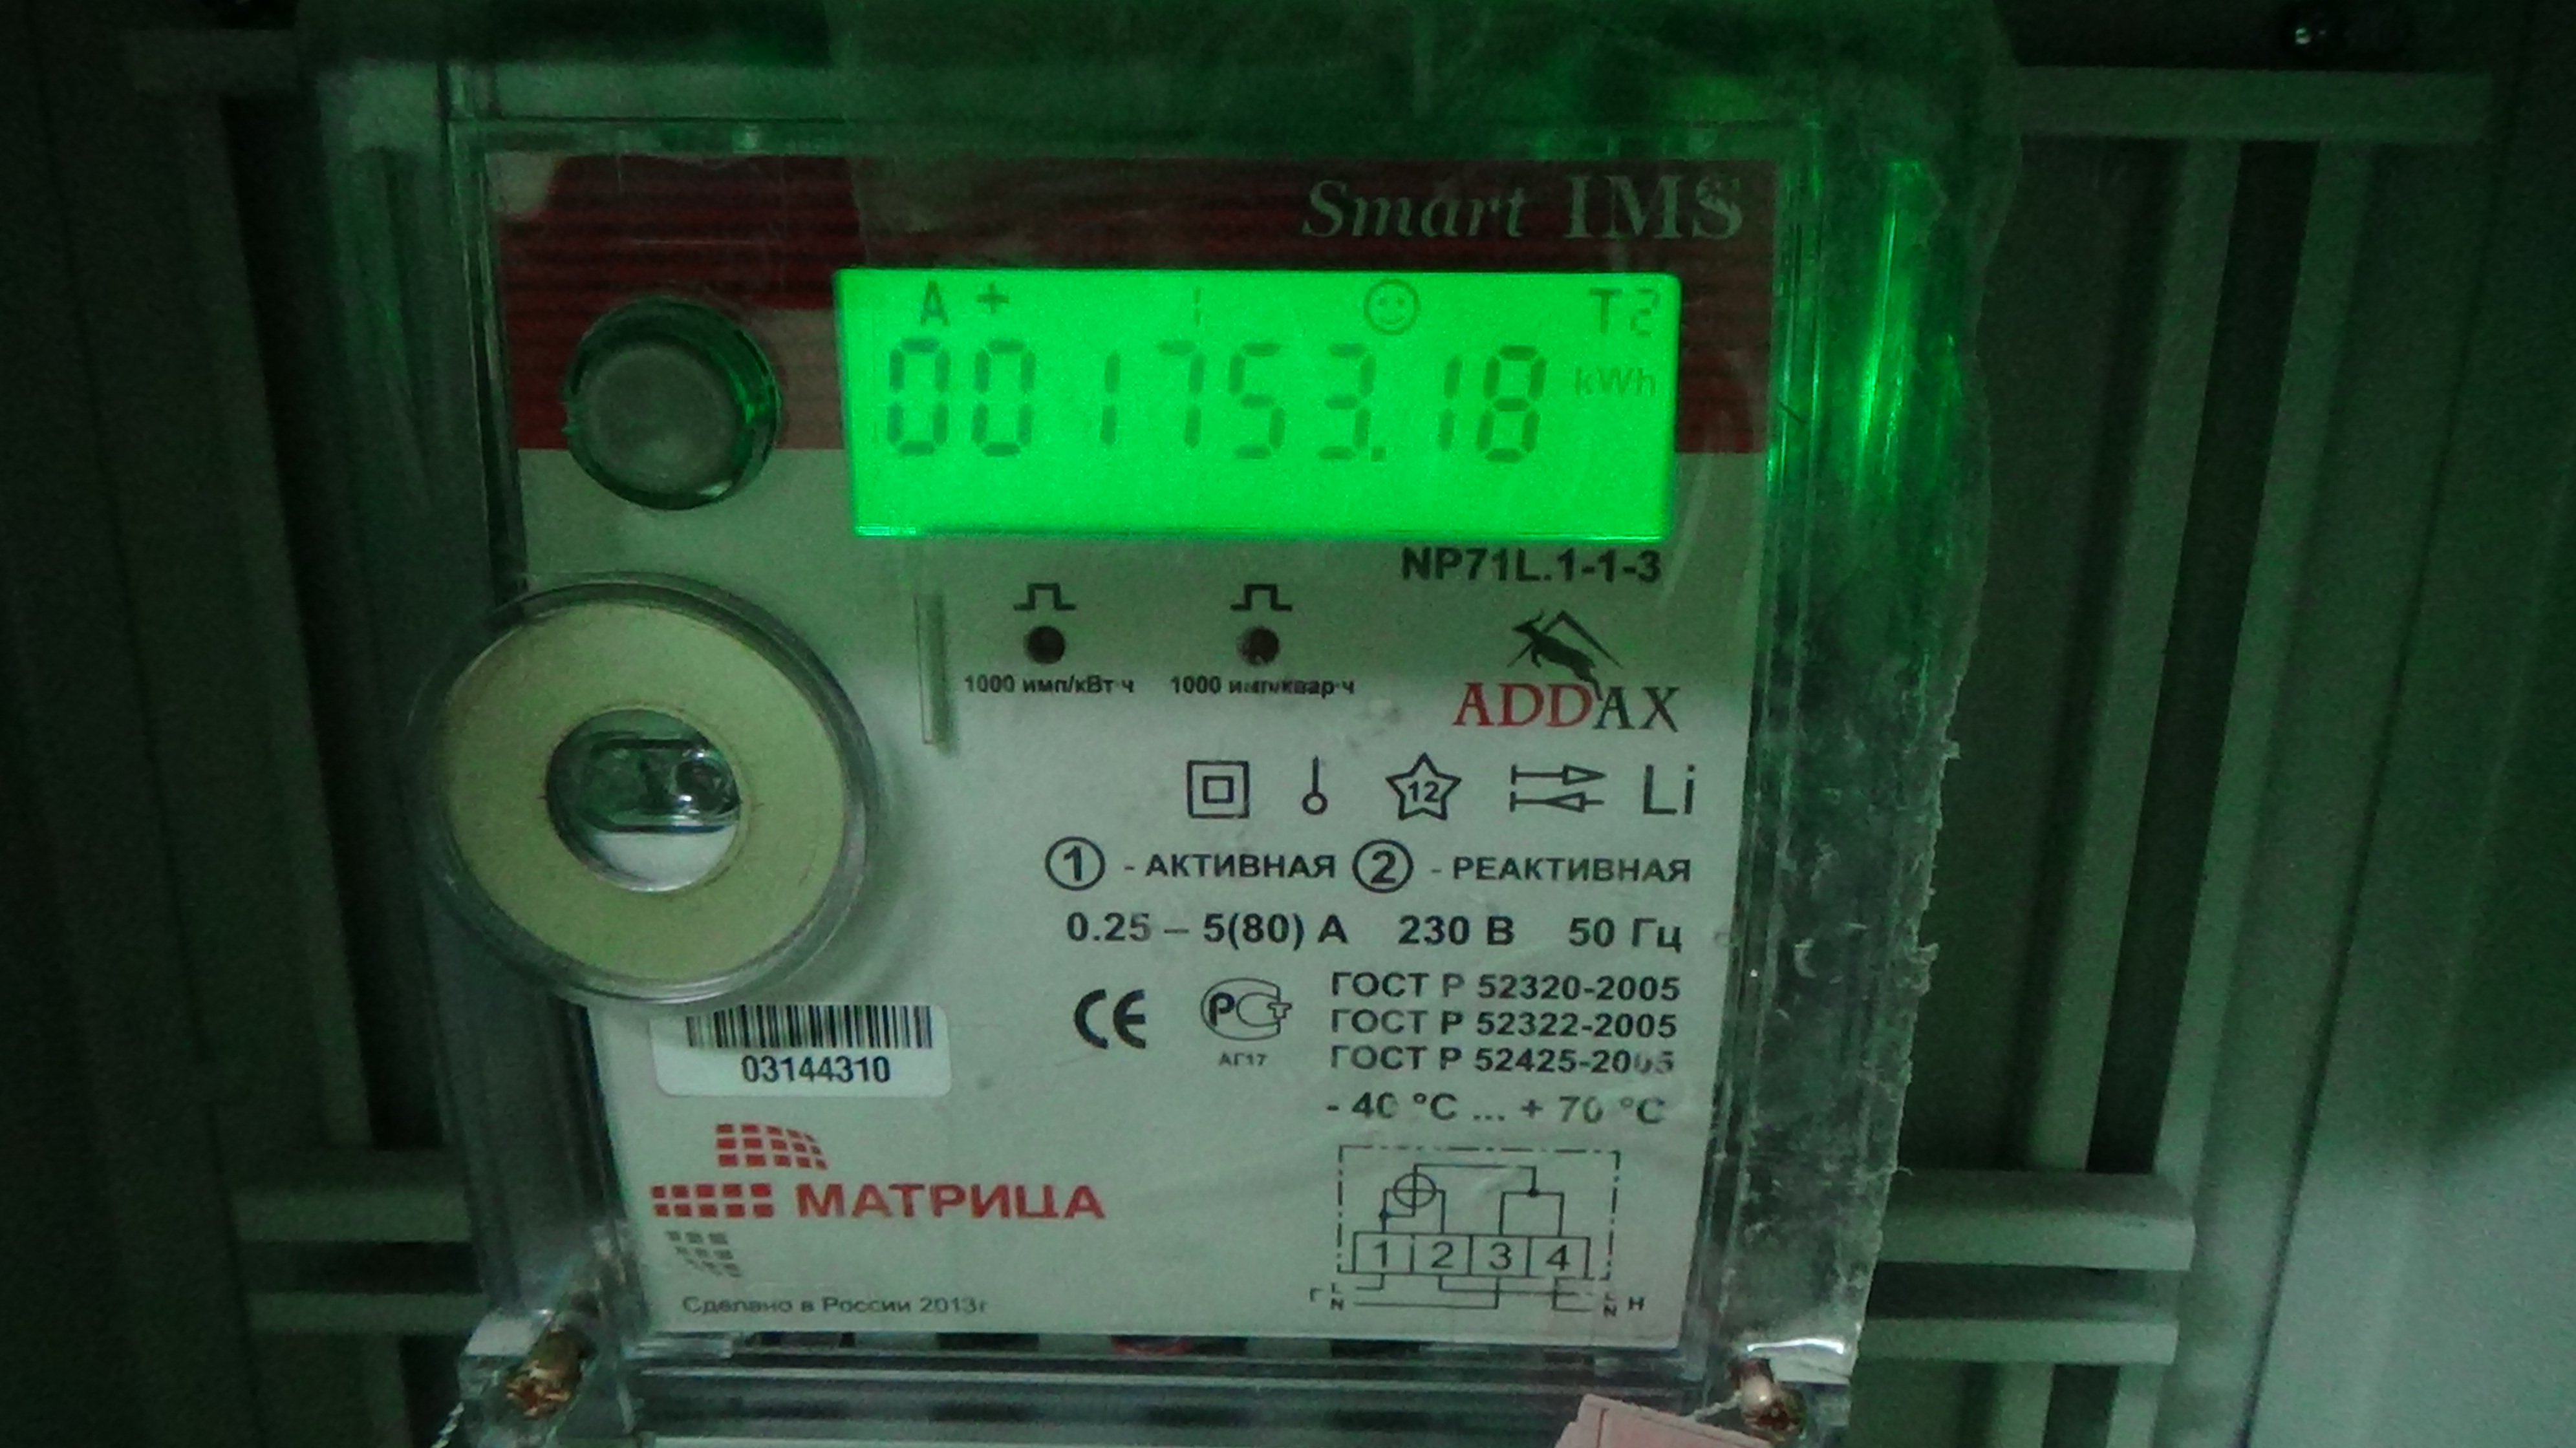 Smart IMS
A + 1 T2
001753.18 kWh
NP71L.1-1-3
1000 имп/кВт·ч 1000 имп/квар·ч
ADDAX
12 Li
1 - АКТИВНАЯ 2 - РЕАКТИВНАЯ
0.25 – 5(80) А 230 В 50 Гц
CE РСТ ГОСТ Р 52320-2005
ГОСТ Р 52322-2005
АГ17 ГОСТ Р 52425-2005
03144310
- 40 °C ... + 70 °C
МАТРИЦА
1 2 3 4
Г L N L N Н
Сделано в России 2013г